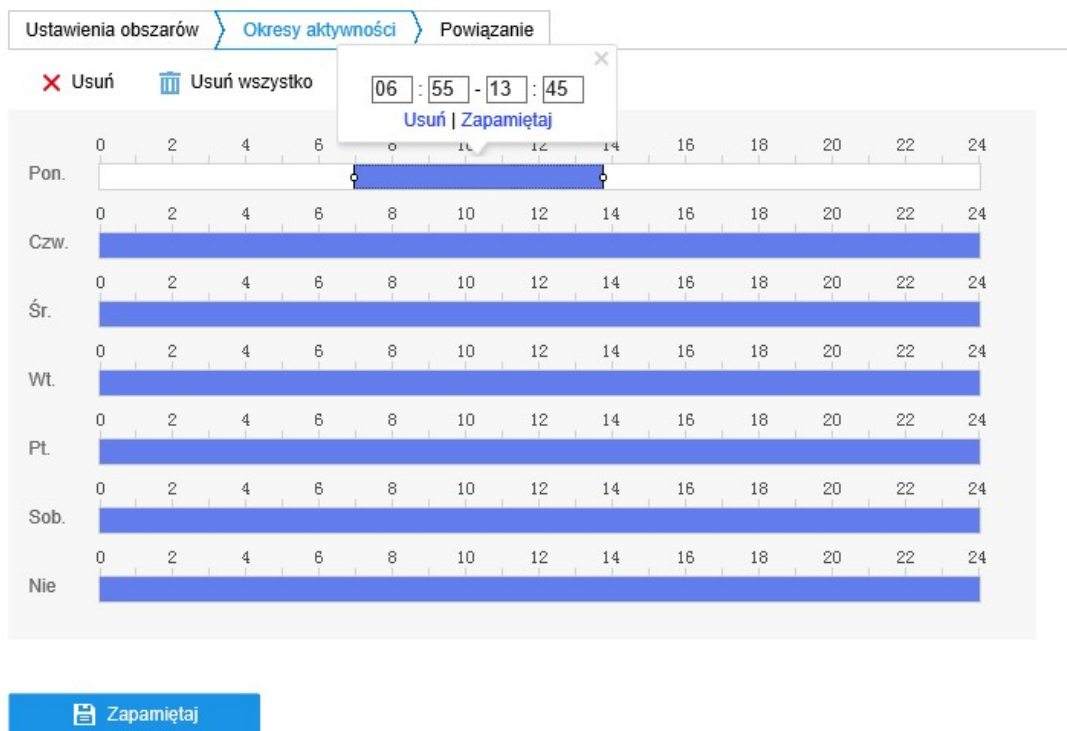 Ustawienia obszarów Okresy aktywności Powiązanie
Usuń Usuń wszystko
06 : 55 - 13 : 45
Usuń | Zapamiętaj
0 2 4 6 8 10 12 14 16 18 20 22 24
Pon.
0 2 4 6 8 10 12 14 16 18 20 22 24
Czw.
0 2 4 6 8 10 12 14 16 18 20 22 24
Śr.
0 2 4 6 8 10 12 14 16 18 20 22 24
Wt.
0 2 4 6 8 10 12 14 16 18 20 22 24
Pt.
0 2 4 6 8 10 12 14 16 18 20 22 24
Sob.
0 2 4 6 8 10 12 14 16 18 20 22 24
Nie
Zapamiętaj